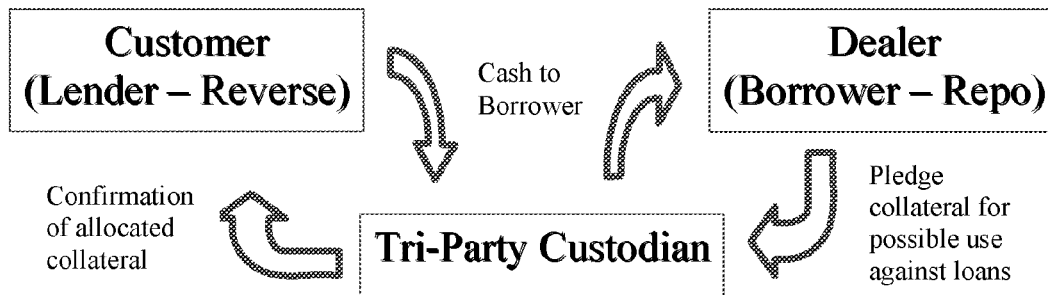 Customer
(Lender – Reverse)
Cash to
Borrower
Dealer
(Borrower – Repo)
Confirmation
of allocated
collateral
Tri-Party Custodian
Pledge
collateral for
possible use
against loans